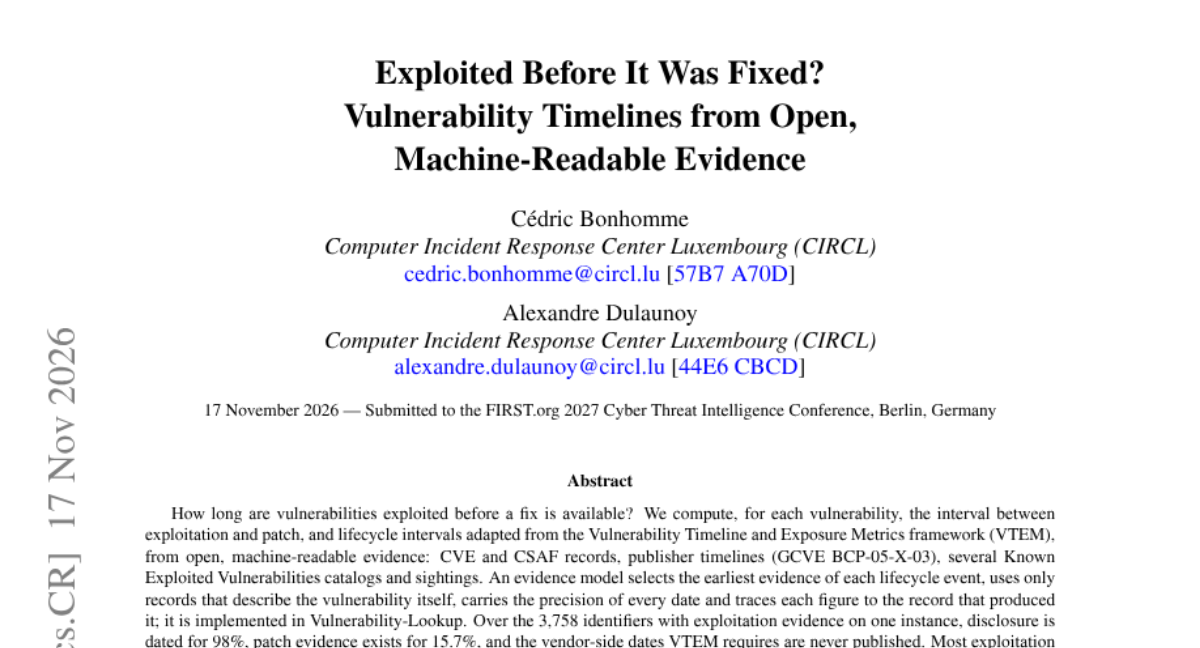 Exploited Before It Was Fixed?
Vulnerability Timelines from Open,
Machine-Readable Evidence
Cédric Bonhomme
Computer Incident Response Center Luxembourg (CIRCL)
cedric.bonhomme@circl.lu [57B7 A70D]
Alexandre Dulaunoy
Computer Incident Response Center Luxembourg (CIRCL)
alexandre.dulaunoy@circl.lu [44E6 CBCD]
17 November 2026 — Submitted to the FIRST.org 2027 Cyber Threat Intelligence Conference, Berlin, Germany
Abstract
How long are vulnerabilities exploited before a fix is available? We compute, for each vulnerability, the interval between
exploitation and patch, and lifecycle intervals adapted from the Vulnerability Timeline and Exposure Metrics framework (VTEM),
from open, machine-readable evidence: CVE and CSAF records, publisher timelines (GCVE BCP-05-X-03), several Known
Exploited Vulnerabilities catalogs and sightings. An evidence model selects the earliest evidence of each lifecycle event, uses only
records that describe the vulnerability itself, carries the precision of every date and traces each figure to the record that produced
it; it is implemented in Vulnerability-Lookup. Over the 3,758 identifiers with exploitation evidence on one instance, disclosure is
dated for 98%, patch evidence exists for 15.7%, and the vendor-side dates VTEM requires are never published. Most exploitation
cs.CR] 17 Nov 2026